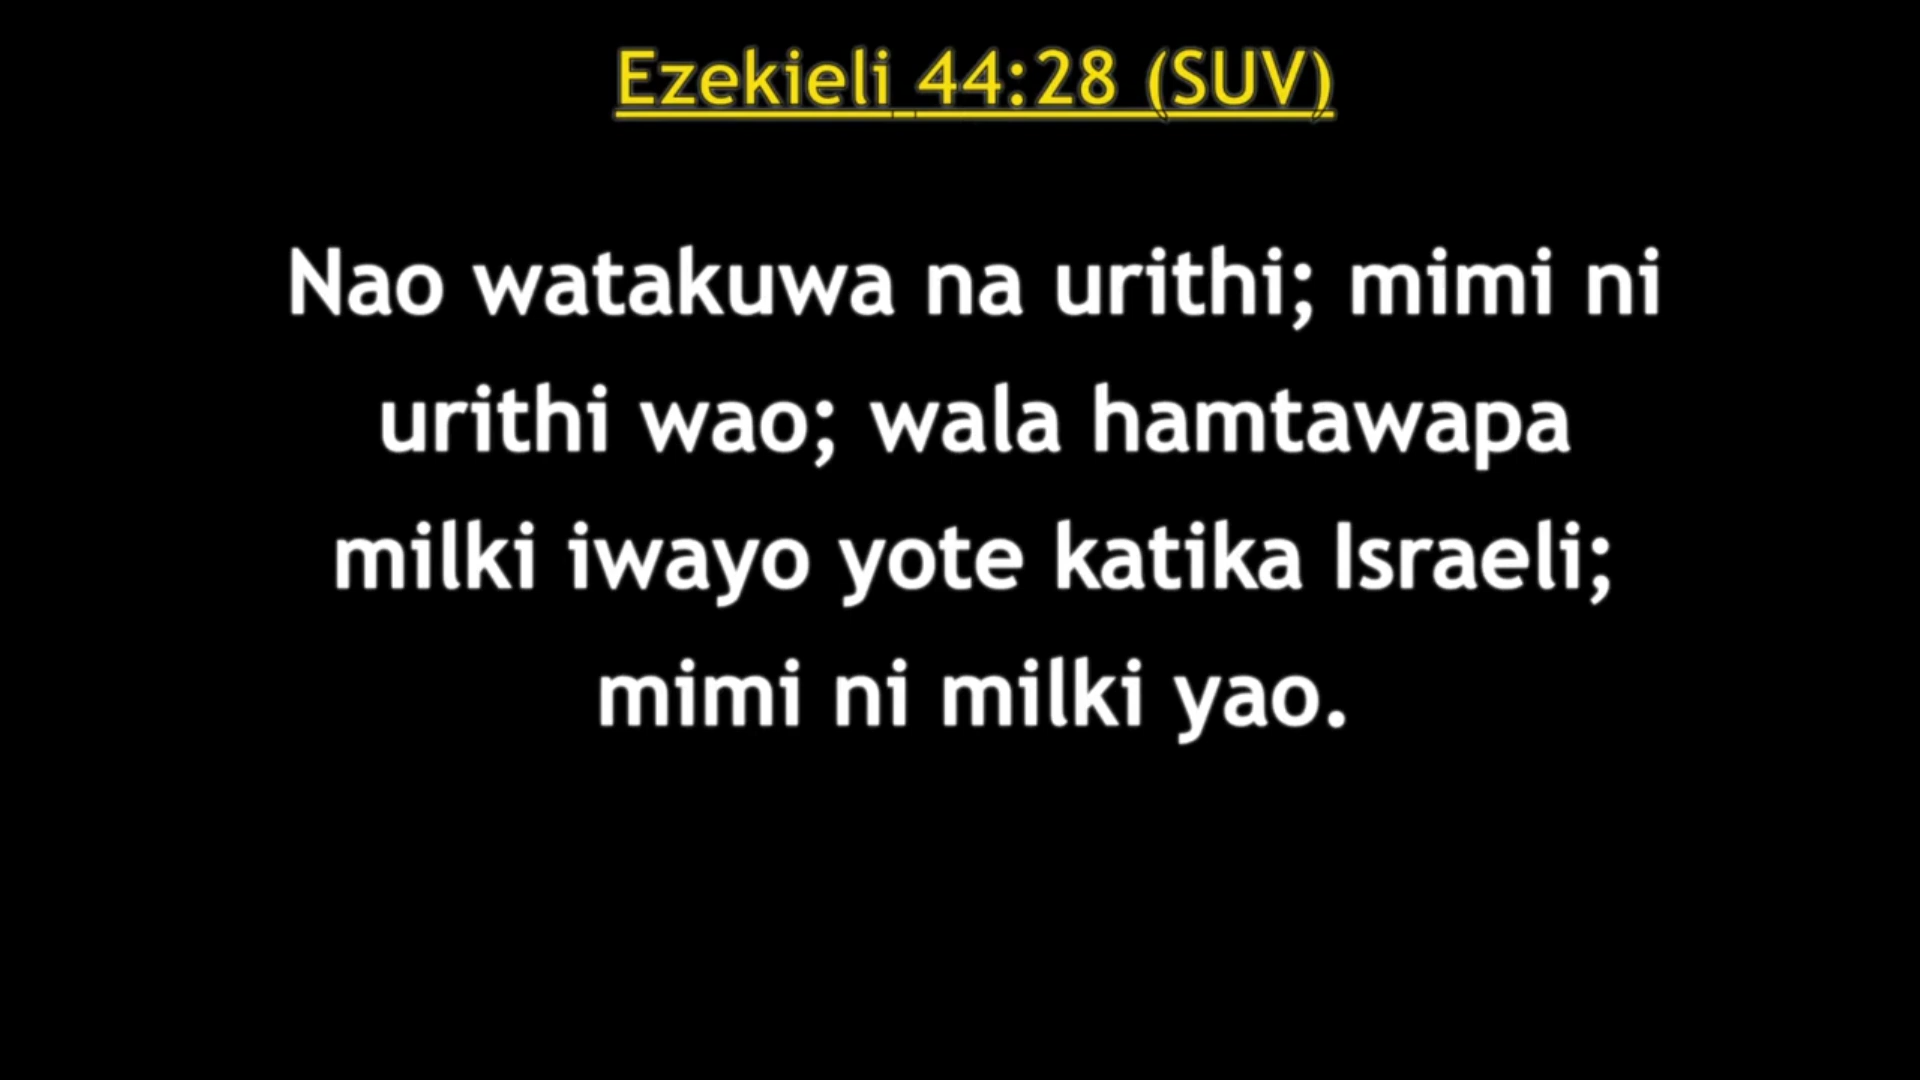 Ezekieli 44:28 (SUV)
Nao watakuwa na urithi; mimi ni
urithi wao; wala hamtawapa
milki iwayo yote katika Israeli;
mimi ni milki yao.